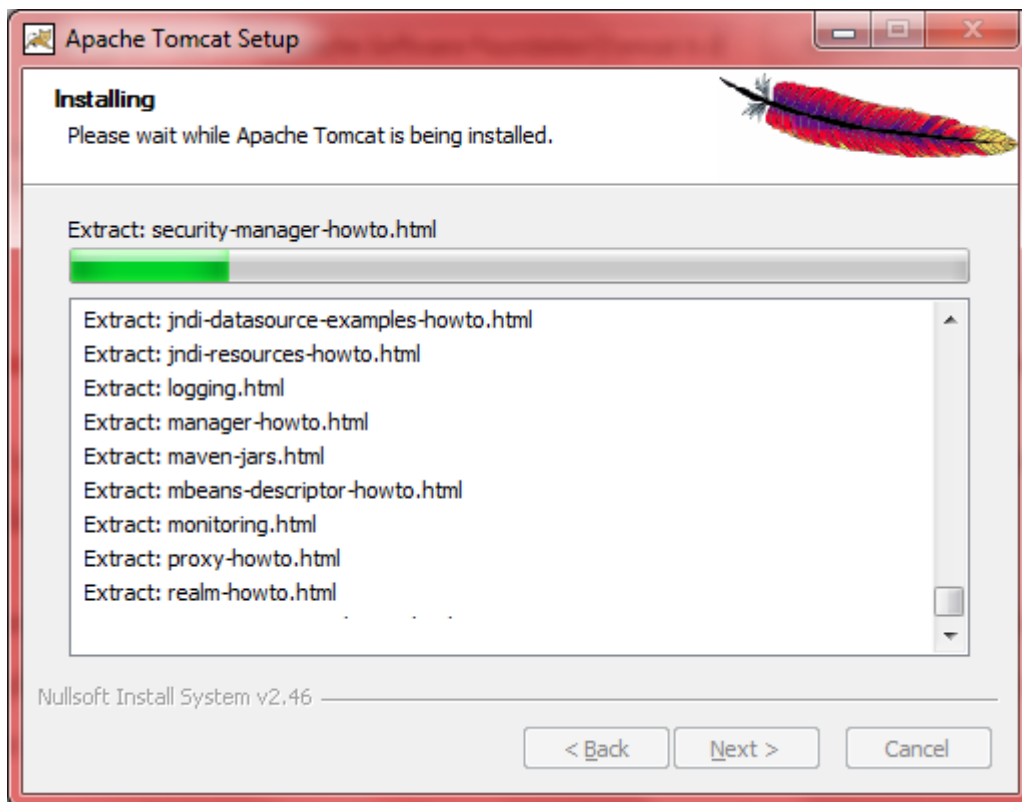 Apache Tomcat Setup
Installing
Please wait while Apache Tomcat is being installed.
Extract: security-manager-howto.html
Extract: jndi-datasource-examples-howto.html
Extract: jndi-resources-howto.html
Extract: logging.html
Extract: manager-howto.html
Extract: maven-jars.html
Extract: mbeans-descriptor-howto.html
Extract: monitoring.html
Extract: proxy-howto.html
Extract: realm-howto.html
Nullsoft Install System v2.46
< Back
Next >
Cancel